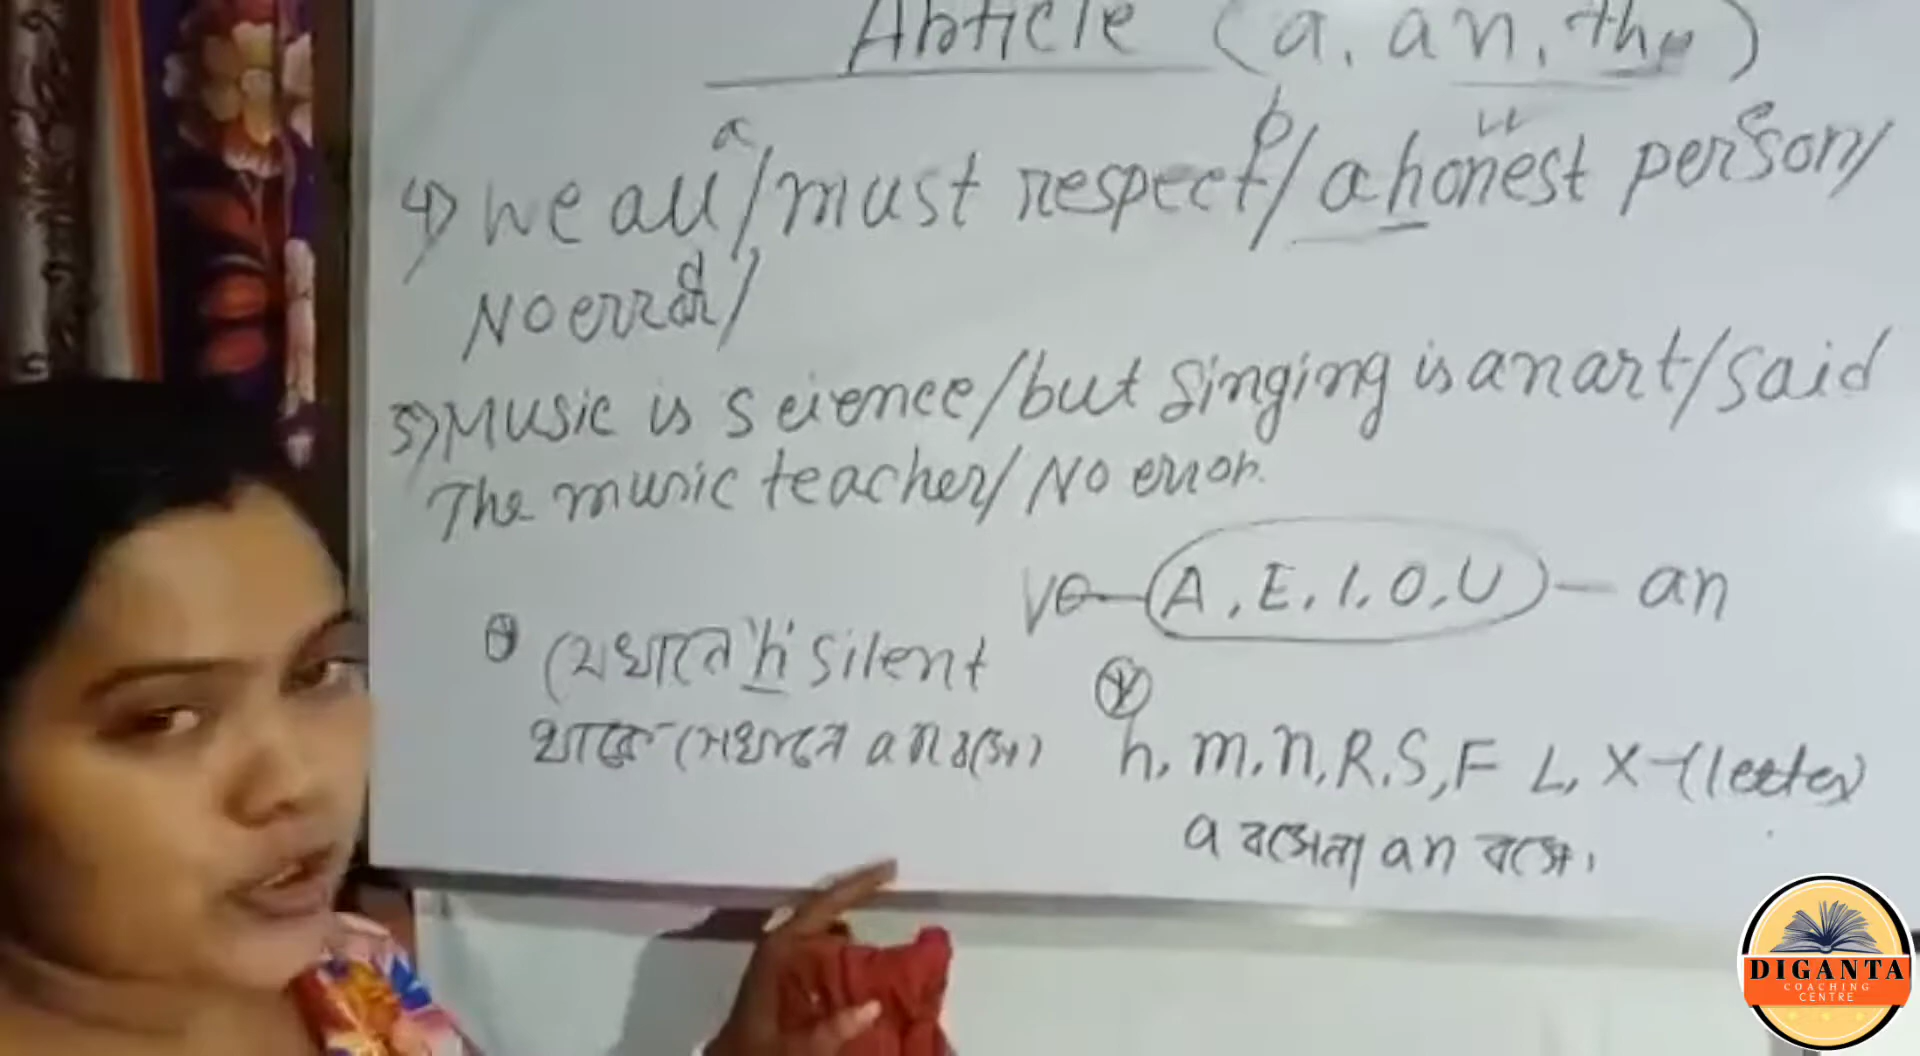 Article (a, an, the)
a b c
4) We all/must respect/a honest person/
d
No error/
5) Music is science/but singing is an art/said
The music teacher/No error.
VO-(A, E, I, O, U) - an
যেখানে 'h' silent
থাকে সেখানে an বসে।
h, m, n, R, S, F L, X-(letter)
a বসেনা an বসে।
DIGANTA
COACHING
CENTRE